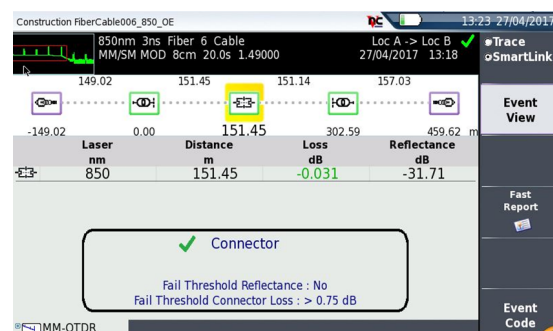 Construction FiberCable006_850_OE
13:23 27/04/2017
850nm 3ns Fiber 6 Cable
Loc A -> Loc B
MM/SM MOD 8cm 20.0s 1.49000
27/04/2017 13:18
Trace
SmartLink
149.02 151.45 151.14 157.03
-149.02 0.00 151.45 302.59 459.62 m
Event
View
Laser Distance Loss Reflectance
nm m dB dB
850 151.45 -0.031 -31.71
Fast
Report
Connector
Fail Threshold Reflectance : No
Fail Threshold Connector Loss : > 0.75 dB
Event
Code
MM-OTDR